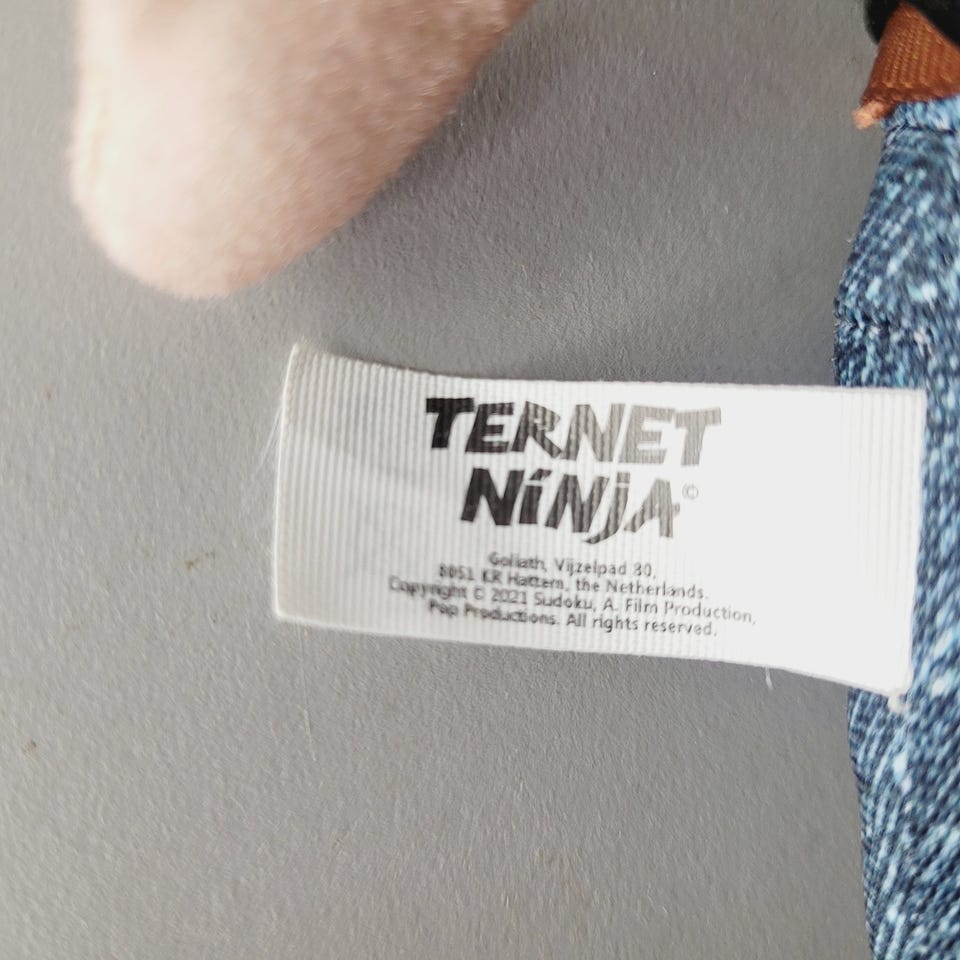 TERNET
NíNJA©
Goliath, Vijzelpad 80,
8051 KR Hattem, the Netherlands.
Copyright © 2021 Sudoku, A. Film Production,
Pop Productions. All rights reserved.